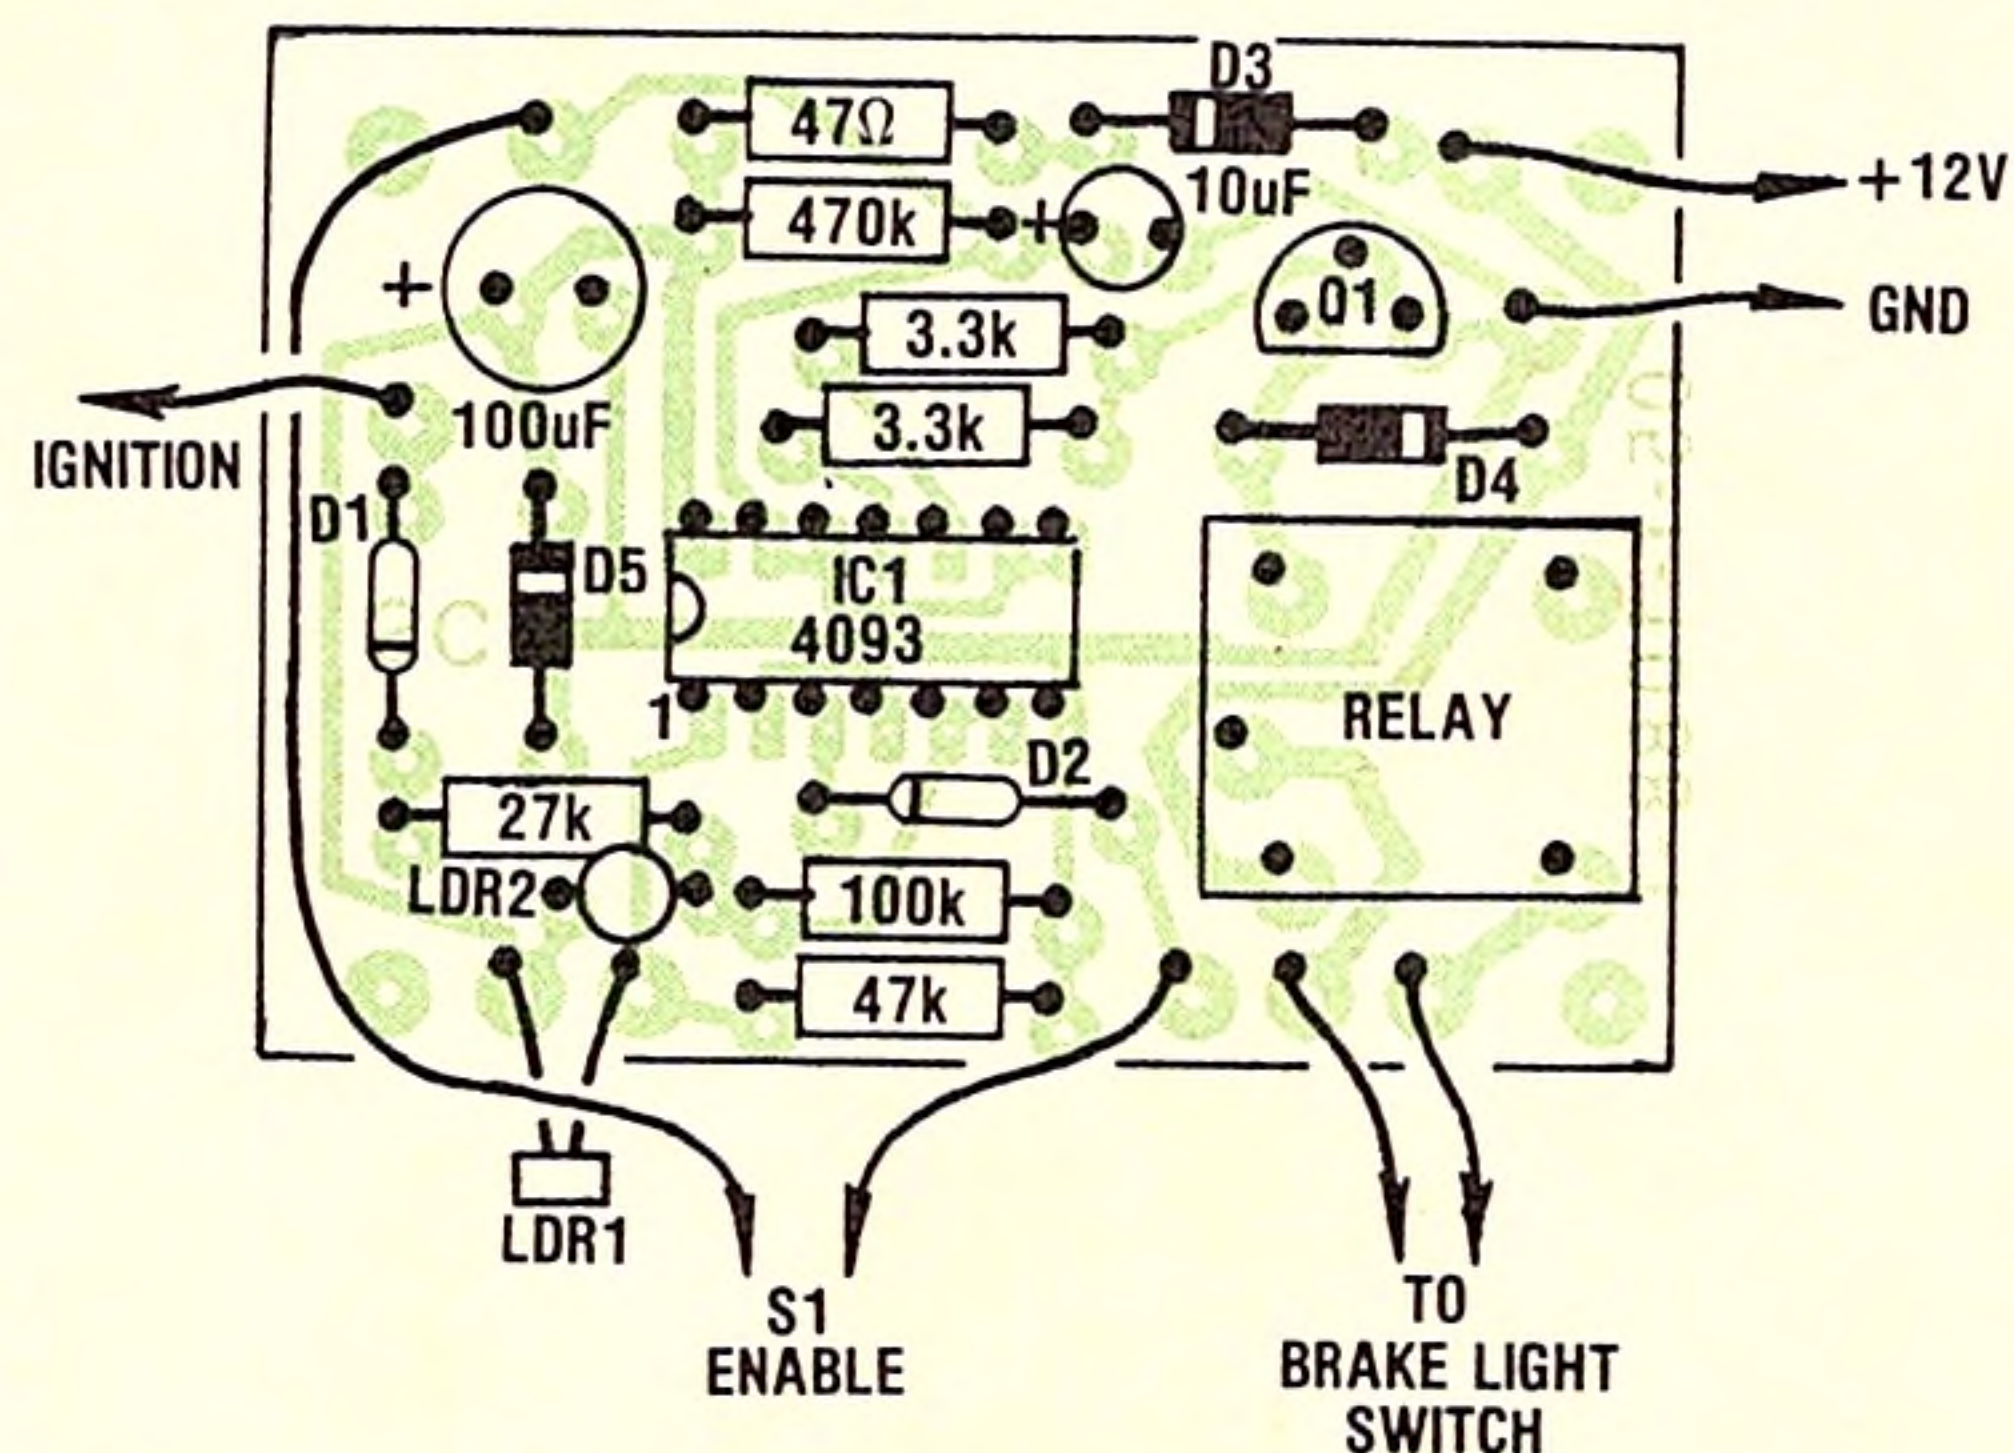 D3
47Ω
10uF
+12V
470k
+
Q1
GND
+
3.3k
100uF
3.3k
IGNITION
D4
D1
D5
IC1
4093
1
RELAY
D2
27k
LDR2
100k
47k
LDR1
S1
ENABLE
TO
BRAKE LIGHT
SWITCH